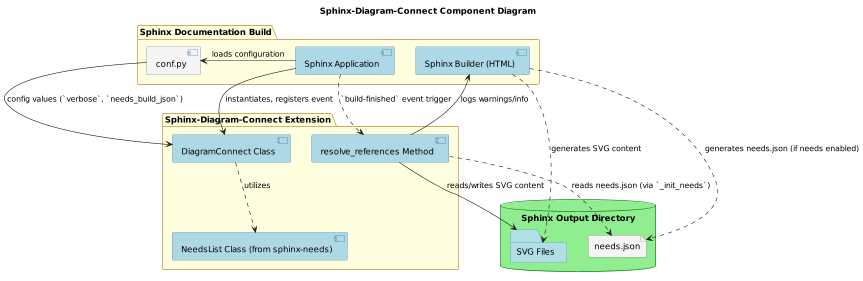 Sphinx-Diagram-Connect Component Diagram
Sphinx Documentation Build
conf.py
loads configuration
Sphinx Application
Sphinx Builder (HTML)
config values (`verbose`, `needs_build_json`)
instantiates, registers event
`build-finished` event trigger
logs warnings/info
Sphinx-Diagram-Connect Extension
DiagramConnect Class
resolve_references Method
generates SVG content
generates needs.json (if needs enabled)
utilizes
reads/writes SVG content
reads needs.json (via `_init_needs`)
Sphinx Output Directory
NeedsList Class (from sphinx-needs)
SVG Files
needs.json